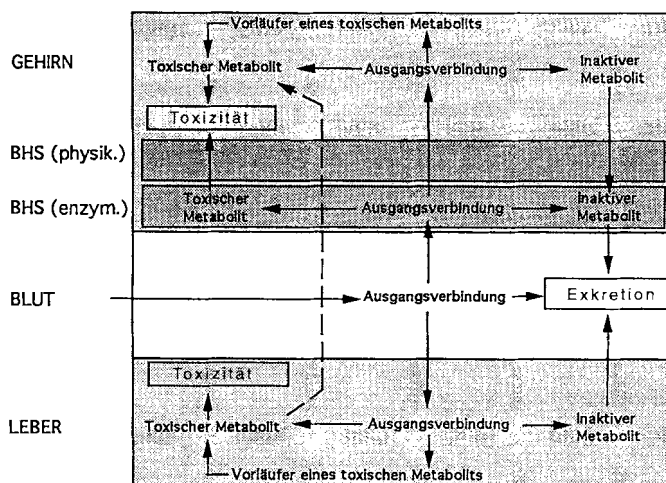 Vorläufer eines toxischen Metabolits
GEHIRN
Toxischer Metabolit
Ausgangsverbindung
Inaktiver
Metabolit
Toxizität
BHS (physik.)
BHS (enzym.)
Toxischer
Metabolit
Ausgangsverbindung
Inaktiver
Metabolit
BLUT
Ausgangsverbindung
Exkretion
Toxizität
LEBER
Toxischer Metabolit
Ausgangsverbindung
Inaktiver
Metabolit
Vorläufer eines toxischen Metabolits